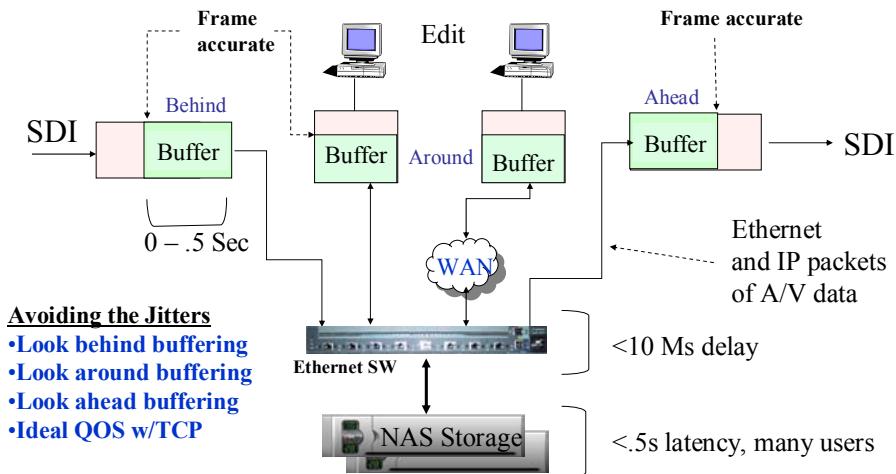 Frame
accurate
Edit
Frame accurate
Behind
Ahead
SDI
Buffer
Buffer
Around
Buffer
Buffer
SDI
0 – .5 Sec
WAN
Ethernet
and IP packets
of A/V data
Avoiding the Jitters
•Look behind buffering
•Look around buffering
•Look ahead buffering
•Ideal QOS w/TCP
Ethernet SW
<10 Ms delay
NAS Storage
<.5s latency, many users